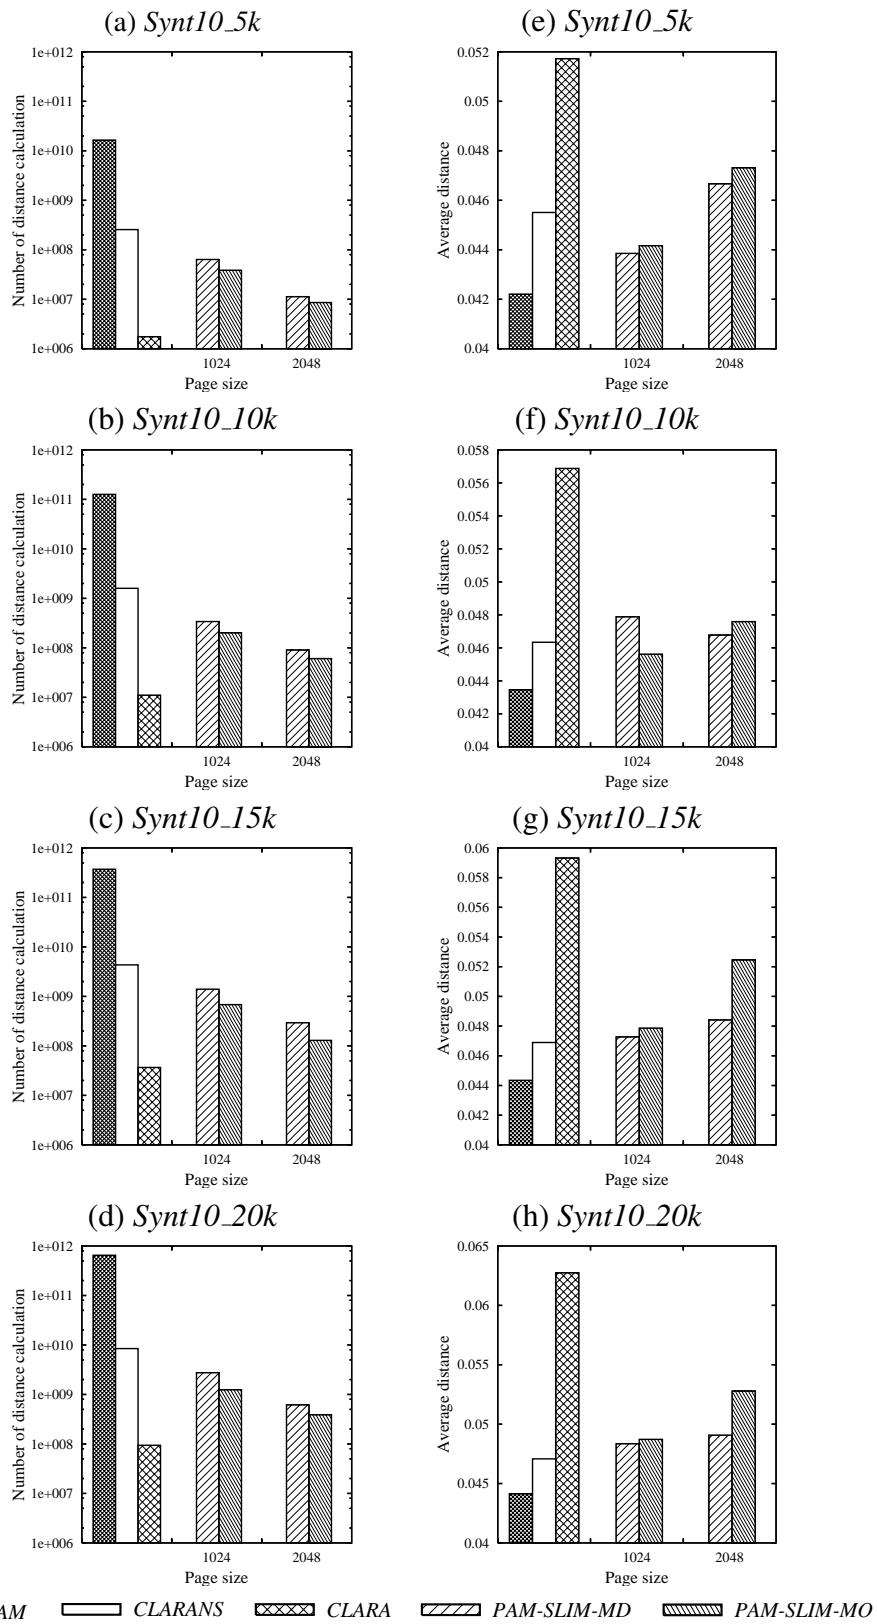 (a) Synt10_5k
(e) Synt10_5k
Number of distance calculation
1e+012
1e+011
1e+010
1e+009
1e+008
1e+007
1e+006
1024
2048
Page size
Average distance
0.052
0.05
0.048
0.046
0.044
0.042
0.04
1024
2048
Page size
(b) Synt10_10k
(f) Synt10_10k
Number of distance calculation
1e+012
1e+011
1e+010
1e+009
1e+008
1e+007
1e+006
1024
2048
Page size
Average distance
0.058
0.056
0.054
0.052
0.05
0.048
0.046
0.044
0.042
0.04
1024
2048
Page size
(c) Synt10_15k
(g) Synt10_15k
Number of distance calculation
1e+012
1e+011
1e+010
1e+009
1e+008
1e+007
1e+006
1024
2048
Page size
Average distance
0.06
0.058
0.056
0.054
0.052
0.05
0.048
0.046
0.044
0.042
0.04
1024
2048
Page size
(d) Synt10_20k
(h) Synt10_20k
Number of distance calculation
1e+012
1e+011
1e+010
1e+009
1e+008
1e+007
1e+006
1024
2048
Page size
Average distance
0.065
0.06
0.055
0.05
0.045
0.04
1024
2048
Page size
AM CLARANS CLARA PAM-SLIM-MD PAM-SLIM-MO